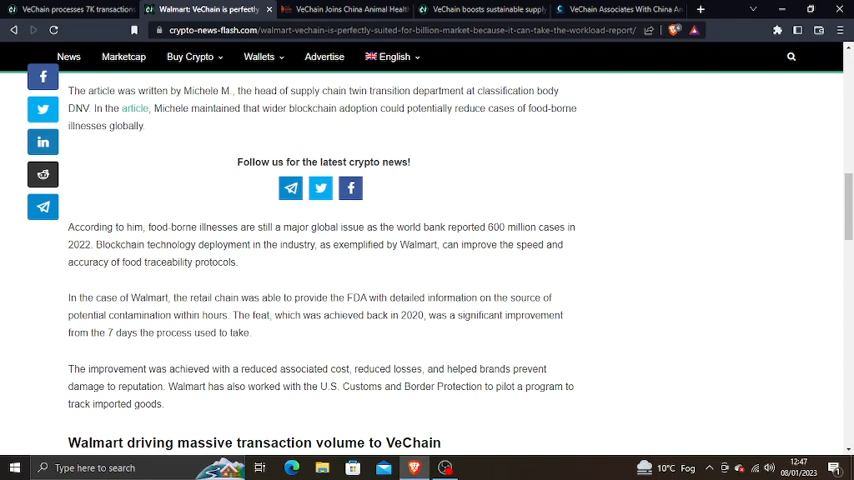 VeChain processes 7K transactions
Walmart: VeChain is perfectly
VeChain Joins China Animal Healt
VeChain boosts sustainable supply
VeChain Associates With China An
crypto-news-flash.com/walmart-vechain-is-perfectly-suited-for-billion-market-because-it-can-take-the-workload-report/
News Marketcap Buy Crypto Wallets Advertise English
The article was written by Michele M., the head of supply chain twin transition department at classification body
DNV. In the article, Michele maintained that wider blockchain adoption could potentially reduce cases of food-borne
illnesses globally.
Follow us for the latest crypto news!
According to him, food-borne illnesses are still a major global issue as the world bank reported 600 million cases in
2022. Blockchain technology deployment in the industry, as exemplified by Walmart, can improve the speed and
accuracy of food traceability protocols.
In the case of Walmart, the retail chain was able to provide the FDA with detailed information on the source of
potential contamination within hours. The feat, which was achieved back in 2020, was a significant improvement
from the 7 days the process used to take.
The improvement was achieved with a reduced associated cost, reduced losses, and helped brands prevent
damage to reputation. Walmart has also worked with the U.S. Customs and Border Protection to pilot a program to
track imported goods.
Walmart driving massive transaction volume to VeChain
Type here to search
10°C Fog
12:47
08/01/2023